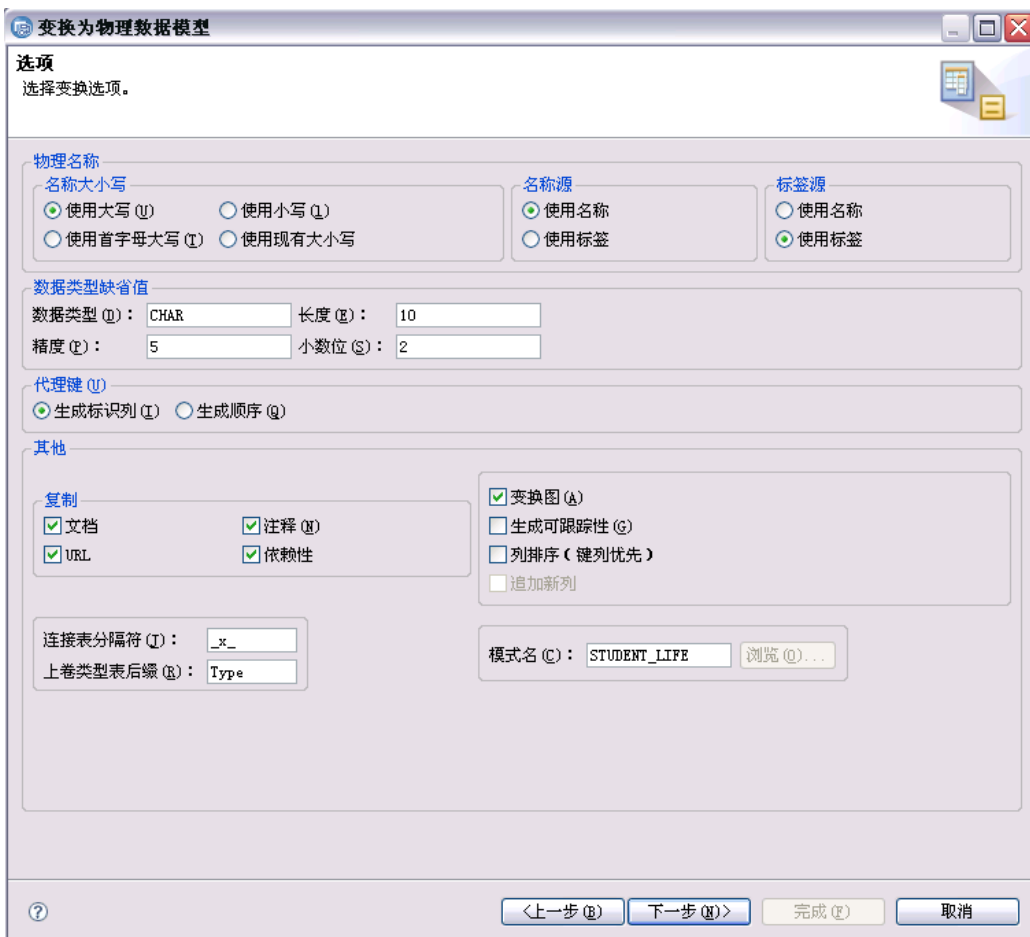 变换为物理数据模型
选项
选择变换选项。
物理名称
名称大小写 名称源 标签源
使用大写(U) 使用小写(L) 使用名称 使用名称
使用首字母大写(T) 使用现有大小写 使用标签 使用标签
数据类型缺省值
数据类型(D)： CHAR 长度(E)： 10
精度(P)： 5 小数位(S)： 2
代理键(U)
生成标识列(I) 生成顺序(Q)
其他
复制
文档 注释(N)
URL 依赖性
变换图(A)
生成可跟踪性(G)
列排序（键列优先）
追加新列
连接表分隔符(J)： _x_
上卷类型表后缀(R)： Type
模式名(C)： STUDENT_LIFE 浏览(O)...
<上一步(B) 下一步(N)> 完成(F) 取消